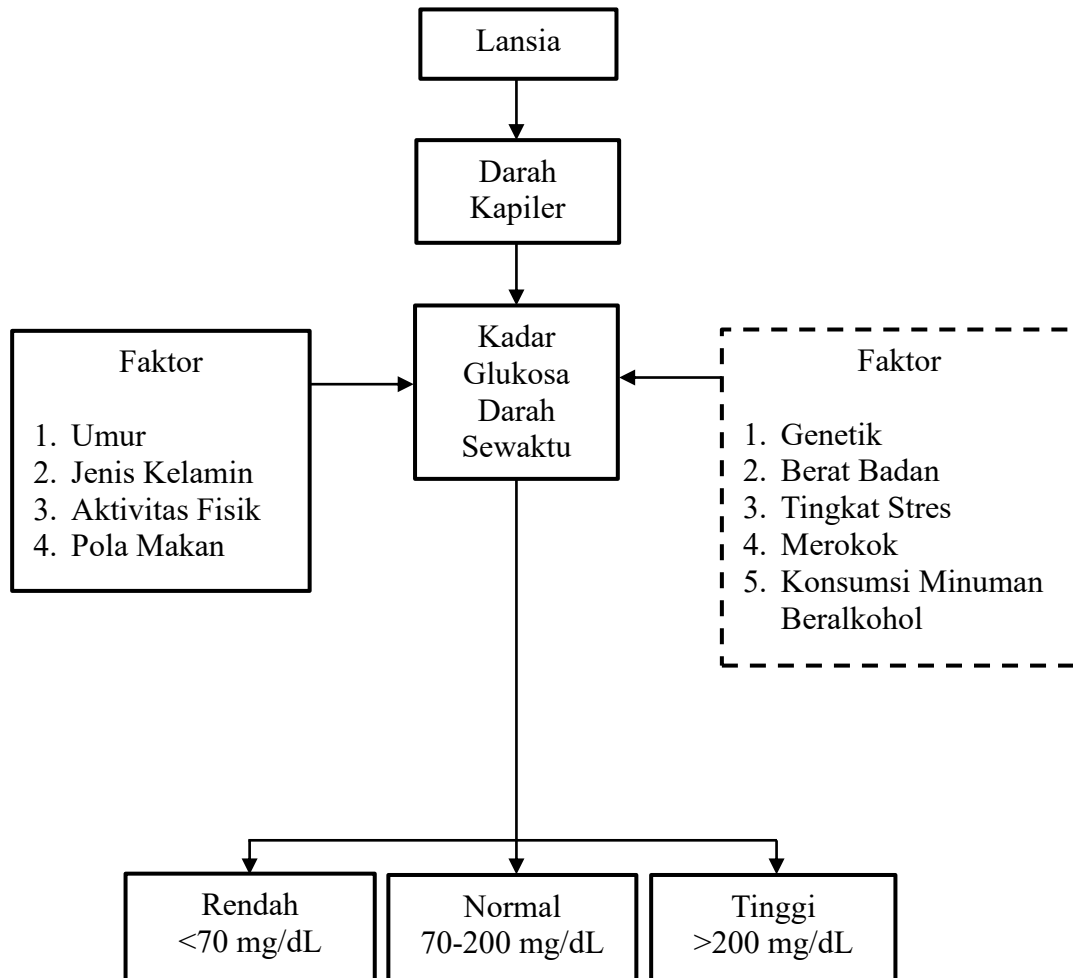 Lansia
Darah
Kapiler
Kadar
Glukosa
Darah
Sewaktu
Faktor
1. Umur
2. Jenis Kelamin
3. Aktivitas Fisik
4. Pola Makan
Faktor
1. Genetik
2. Berat Badan
3. Tingkat Stres
4. Merokok
5. Konsumsi Minuman
Beralkohol
Rendah
<70 mg/dL
Normal
70-200 mg/dL
Tinggi
>200 mg/dL